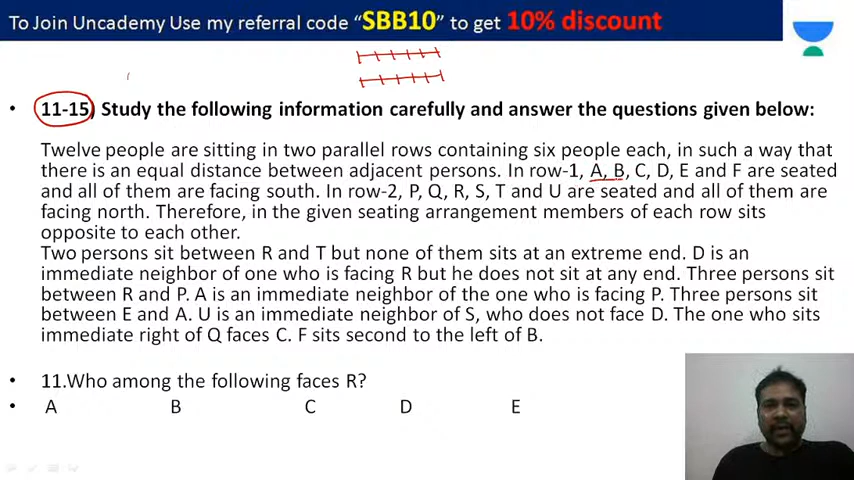 To Join Uncademy Use my referral code “SBB10” to get 10% discount
• 11-15) Study the following information carefully and answer the questions given below:
Twelve people are sitting in two parallel rows containing six people each, in such a way that
there is an equal distance between adjacent persons. In row-1, A, B, C, D, E and F are seated
and all of them are facing south. In row-2, P, Q, R, S, T and U are seated and all of them are
facing north. Therefore, in the given seating arrangement members of each row sits
opposite to each other.
Two persons sit between R and T but none of them sits at an extreme end. D is an
immediate neighbor of one who is facing R but he does not sit at any end. Three persons sit
between R and P. A is an immediate neighbor of the one who is facing P. Three persons sit
between E and A. U is an immediate neighbor of S, who does not face D. The one who sits
immediate right of Q faces C. F sits second to the left of B.
• 11.Who among the following faces R?
• A B C D E